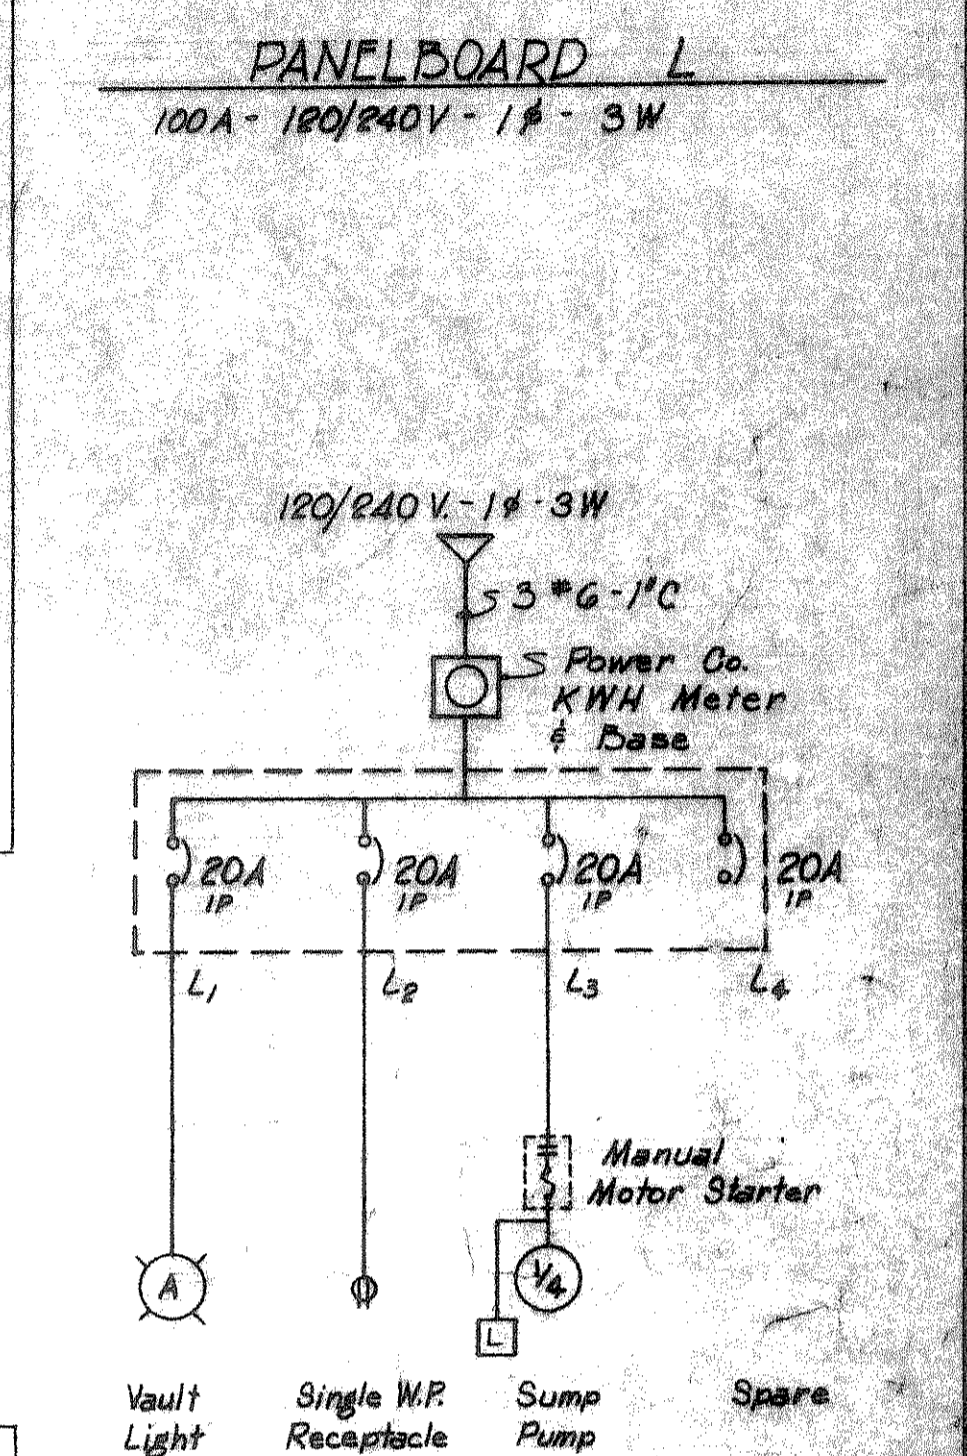 PANELBOARD L
100A - 120/240V - 1ϕ - 3W
120/240 V. - 1ϕ - 3W
3 #6 - 1"C
Power Co.
KWH Meter
& Base
20A
1P
20A
1P
20A
1P
20A
1P
L1
L2
L3
L4
Manual
Motor Starter
A
1/4
L
Vault
Light
Single W.P.
Receptacle
Sump
Pump
Spare